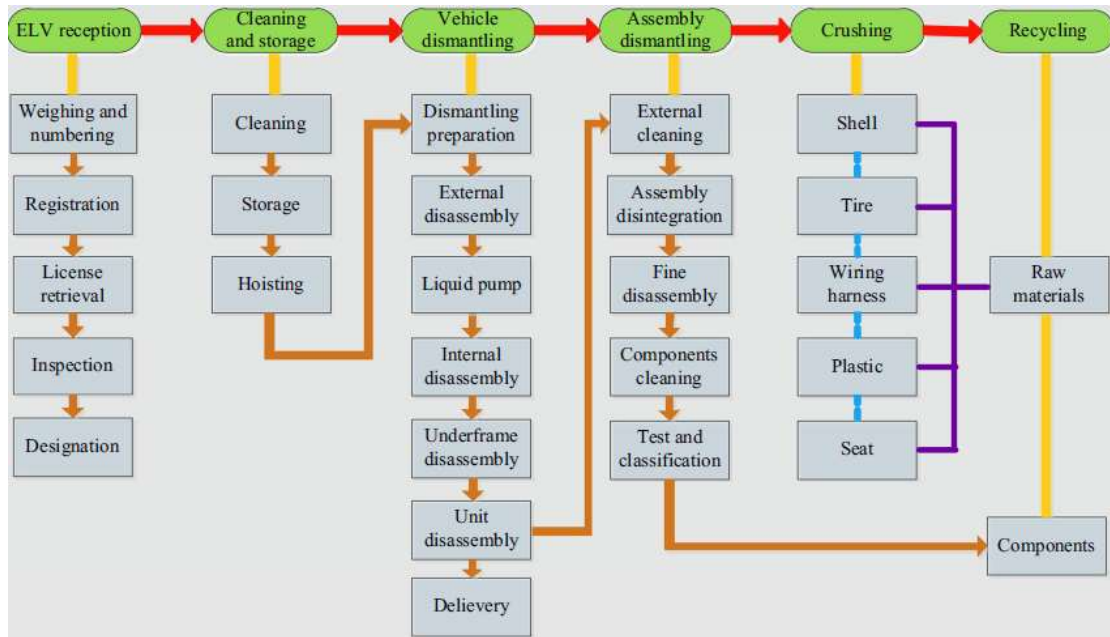 ELV reception
Cleaning
and storage
Vehicle
dismantling
Assembly
dismantling
Crushing
Recycling
Weighing and
numbering
Registration
License
retrieval
Inspection
Designation
Cleaning
Storage
Hoisting
Dismantling
preparation
External
disassembly
Liquid pump
Internal
disassembly
Underframe
disassembly
Unit
disassembly
Delievery
External
cleaning
Assembly
disintegration
Fine
disassembly
Components
cleaning
Test and
classification
Shell
Tire
Wiring
harness
Plastic
Seat
Raw
materials
Components